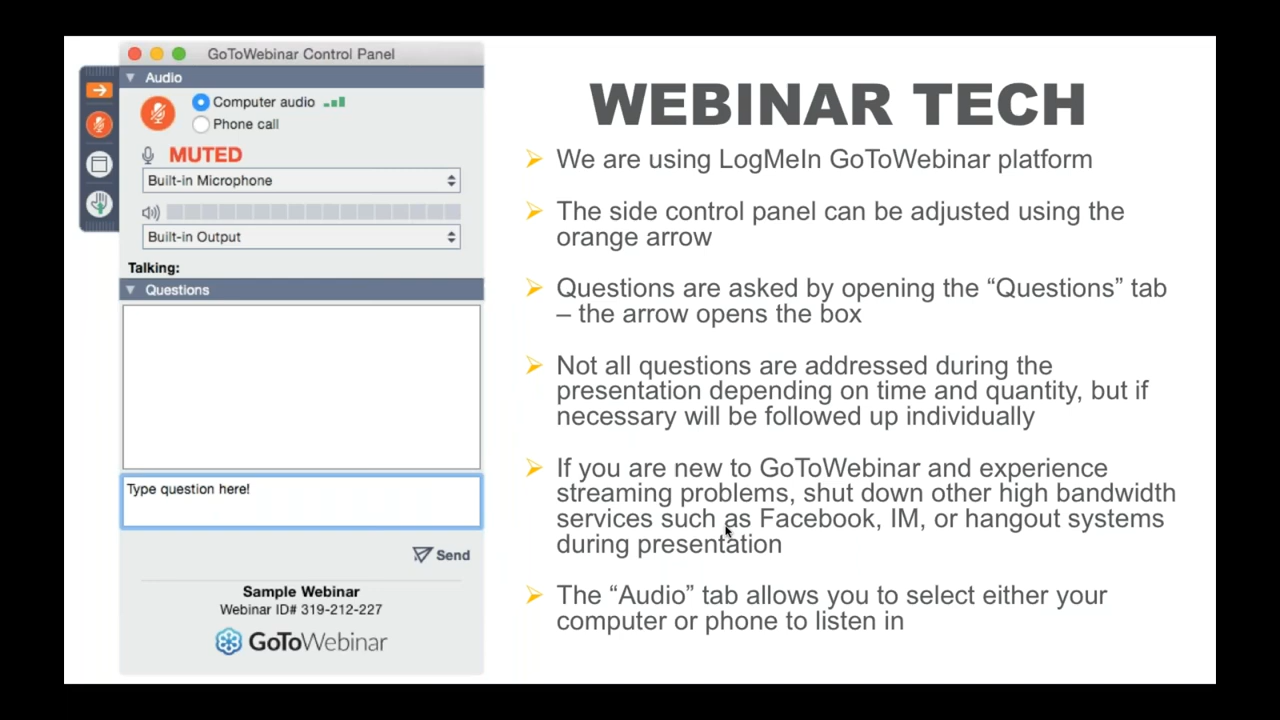 GoToWebinar Control Panel
Audio
Computer audio
Phone call
MUTED
Built-in Microphone
Built-in Output
Talking:
Questions
Type question here!
Send
Sample Webinar
Webinar ID# 319-212-227
GoToWebinar
WEBINAR TECH
We are using LogMeIn GoToWebinar platform
The side control panel can be adjusted using the
orange arrow
Questions are asked by opening the “Questions” tab
– the arrow opens the box
Not all questions are addressed during the
presentation depending on time and quantity, but if
necessary will be followed up individually
If you are new to GoToWebinar and experience
streaming problems, shut down other high bandwidth
services such as Facebook, IM, or hangout systems
during presentation
The “Audio” tab allows you to select either your
computer or phone to listen in